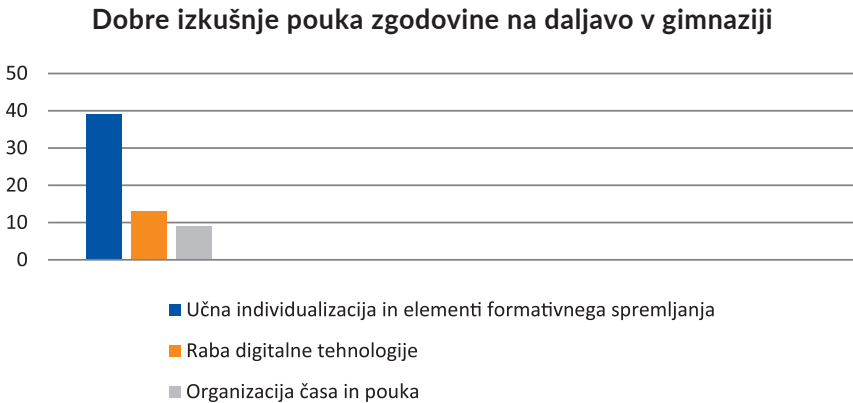 Dobre izkušnje pouka zgodovine na daljavo v gimnaziji
50
40
30
20
10
0
Učna individualizacija in elementi formativnega spremljanja
Raba digitalne tehnologije
Organizacija časa in pouka